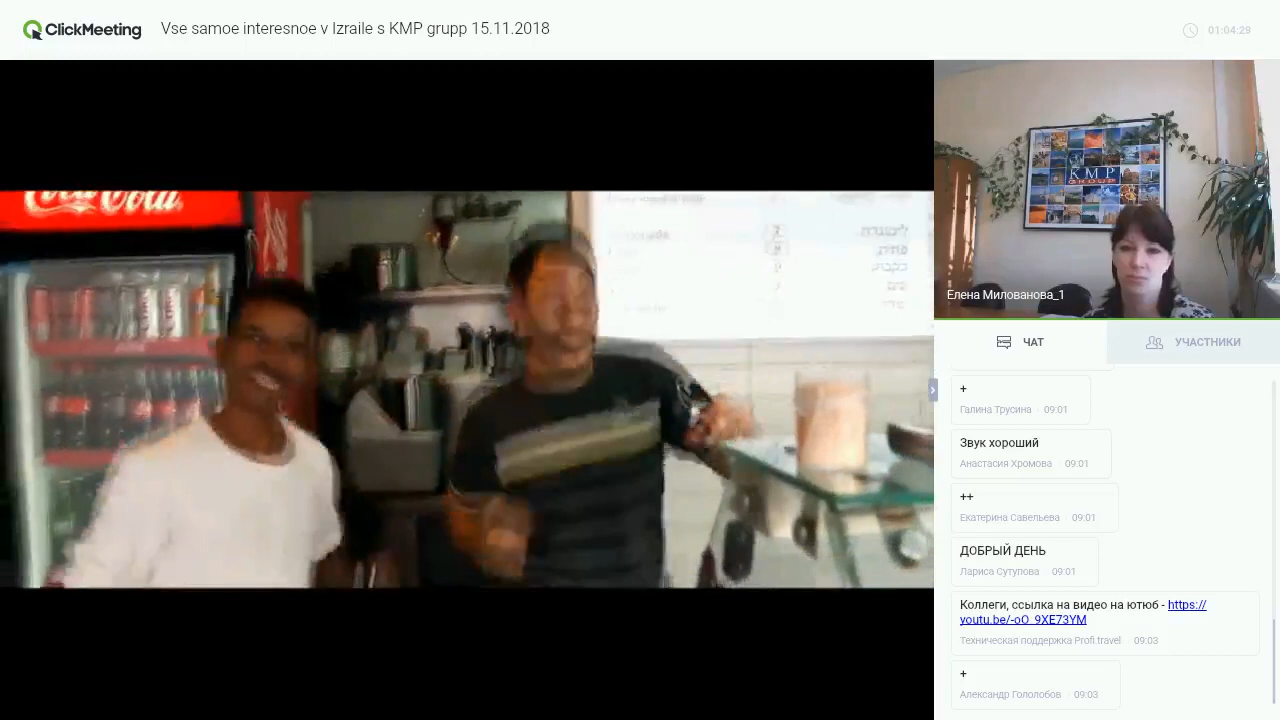 ClickMeeting
Vse samoe interesnoe v Izraile s KMP grupp 15.11.2018
01:04:29
Coca-Cola
KMP
GROUP
Елена Милованова_1
ЧАТ
УЧАСТНИКИ
+
Галина Трусина · 09:01
Звук хороший
Анастасия Хромова · 09:01
++
Екатерина Савельева · 09:01
ДОБРЫЙ ДЕНЬ
Лариса Сутупова · 09:01
Коллеги, ссылка на видео на ютюб - https://
youtu.be/-oO_9XE73YM
Техническая поддержка Profi.travel · 09:03
+
Александр Гололобов · 09:03